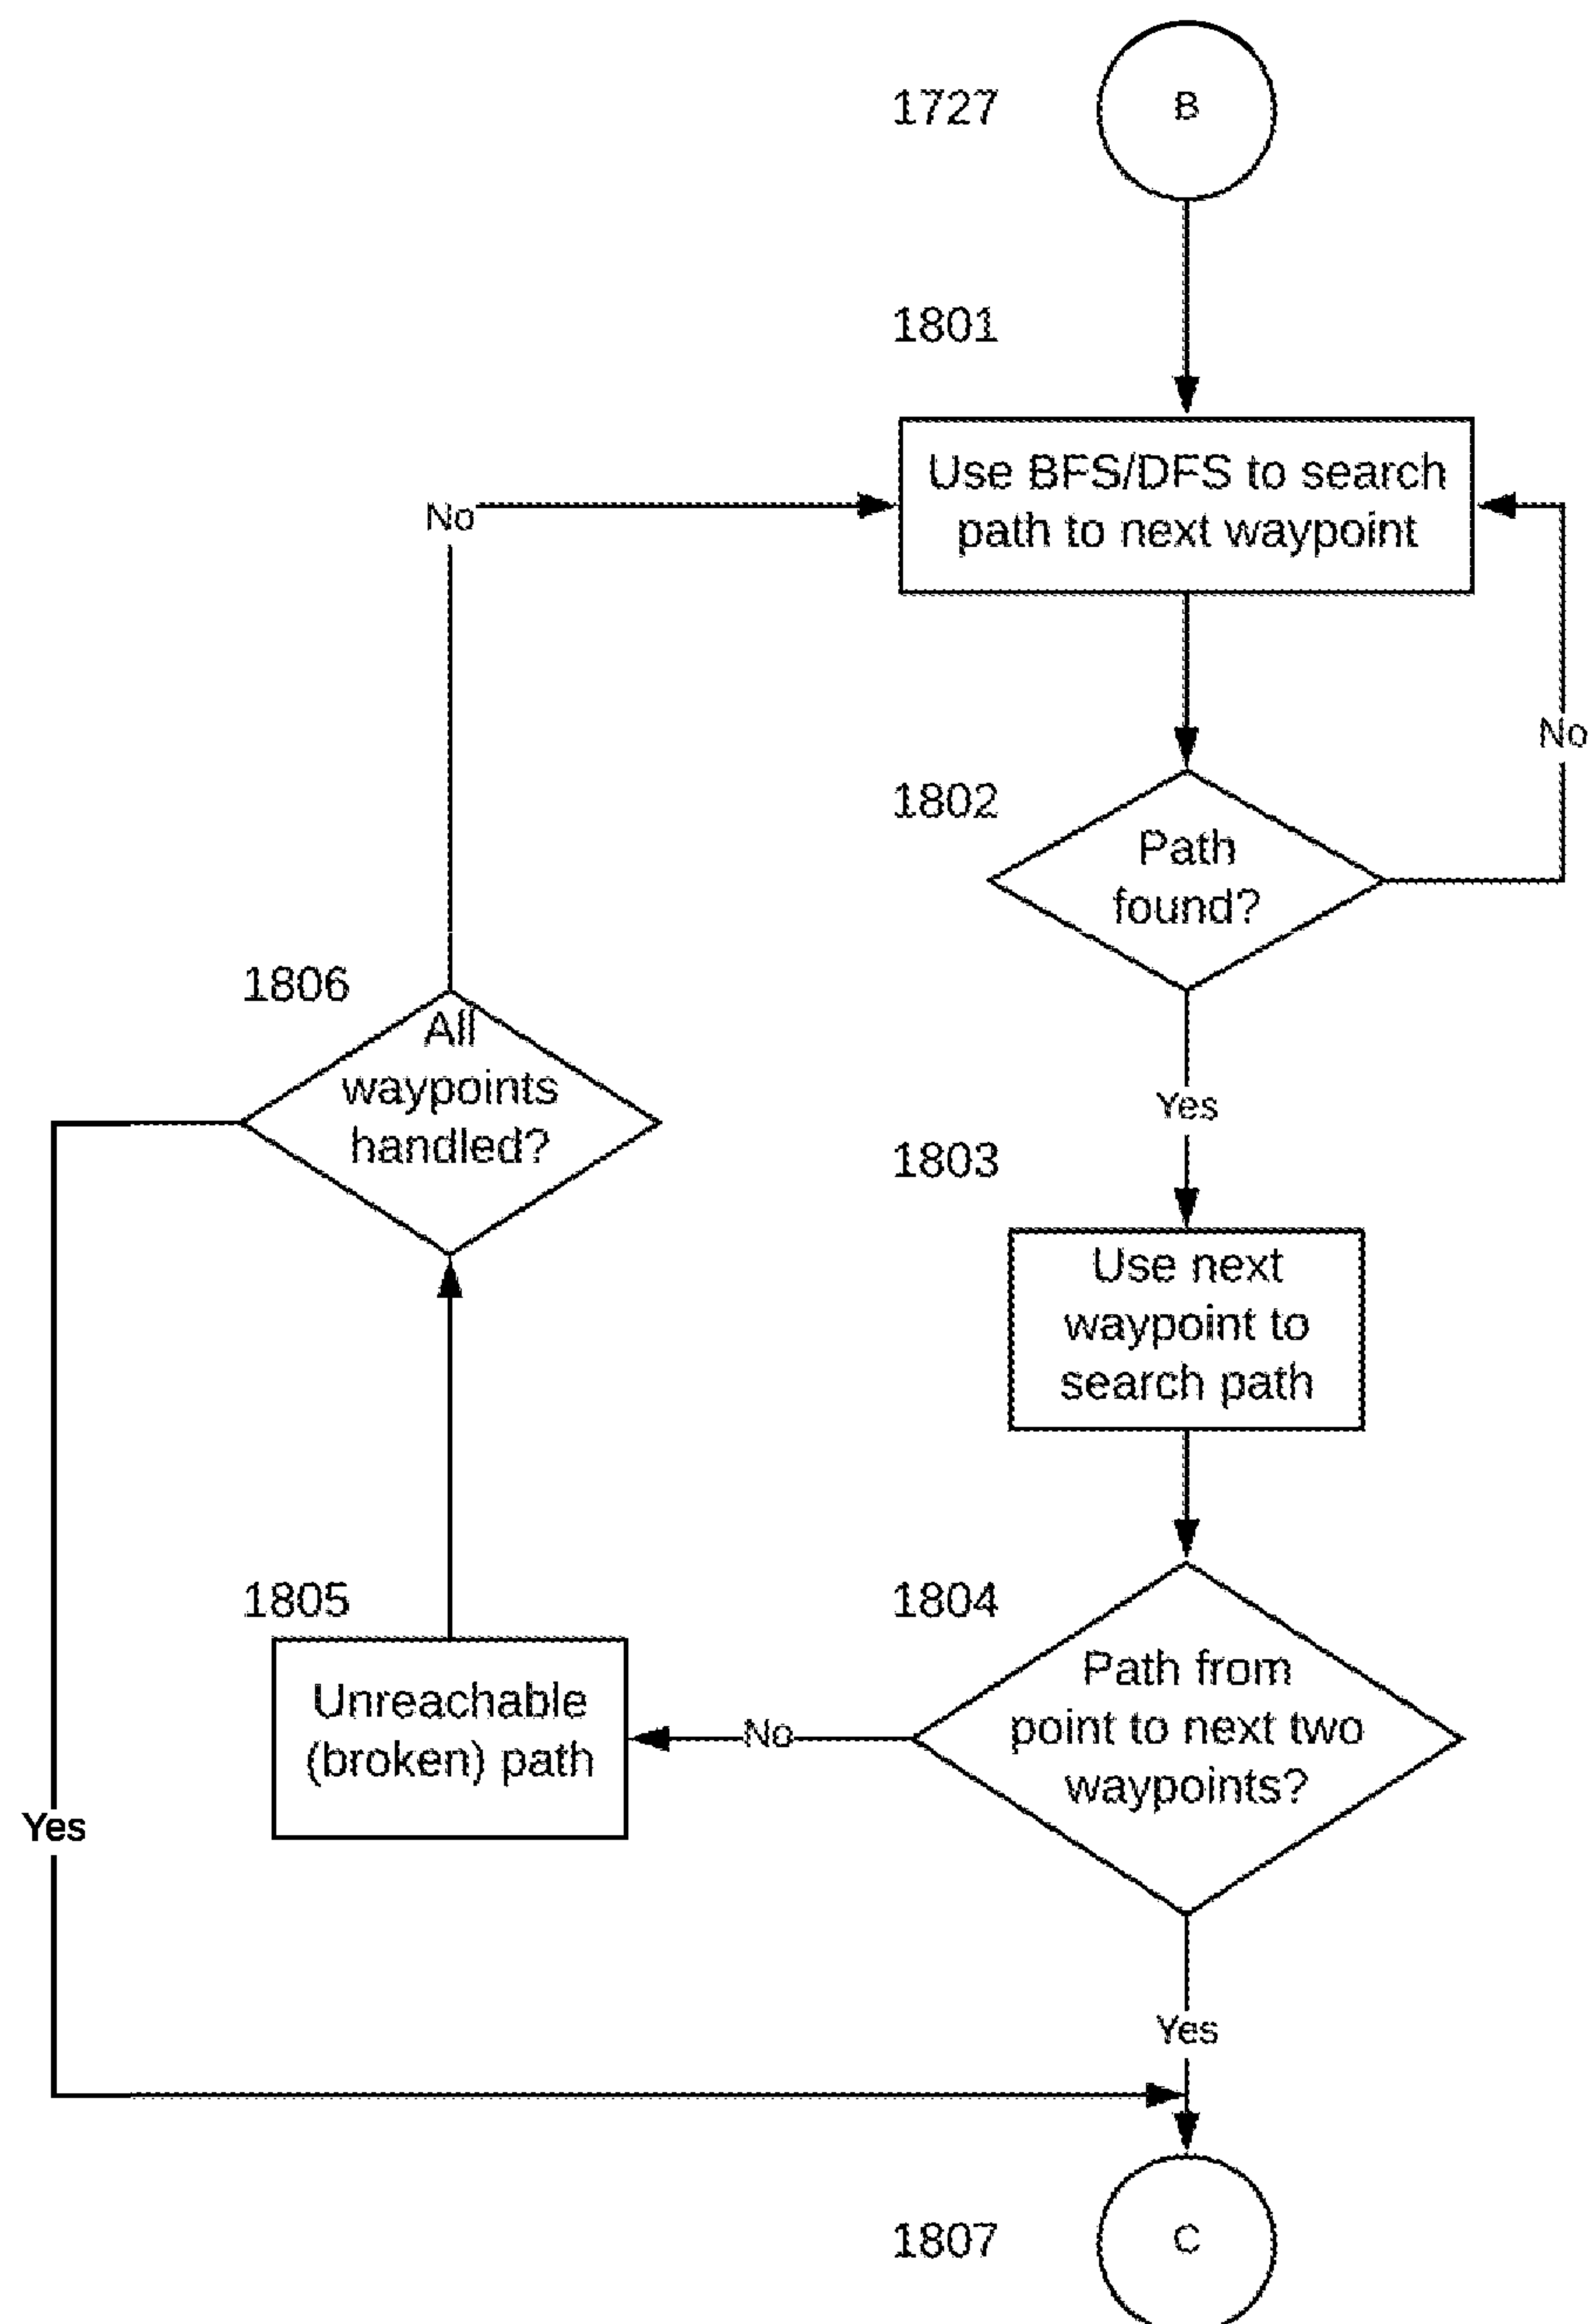 1727
B
1801
Use BFS/DFS to search
path to next waypoint
No
No
1802
Path
found?
1806
All
waypoints
handled?
Yes
1803
Use next
waypoint to
search path
1805
1804
Unreachable
(broken) path
No
Path from
point to next two
waypoints?
Yes
Yes
1807
C